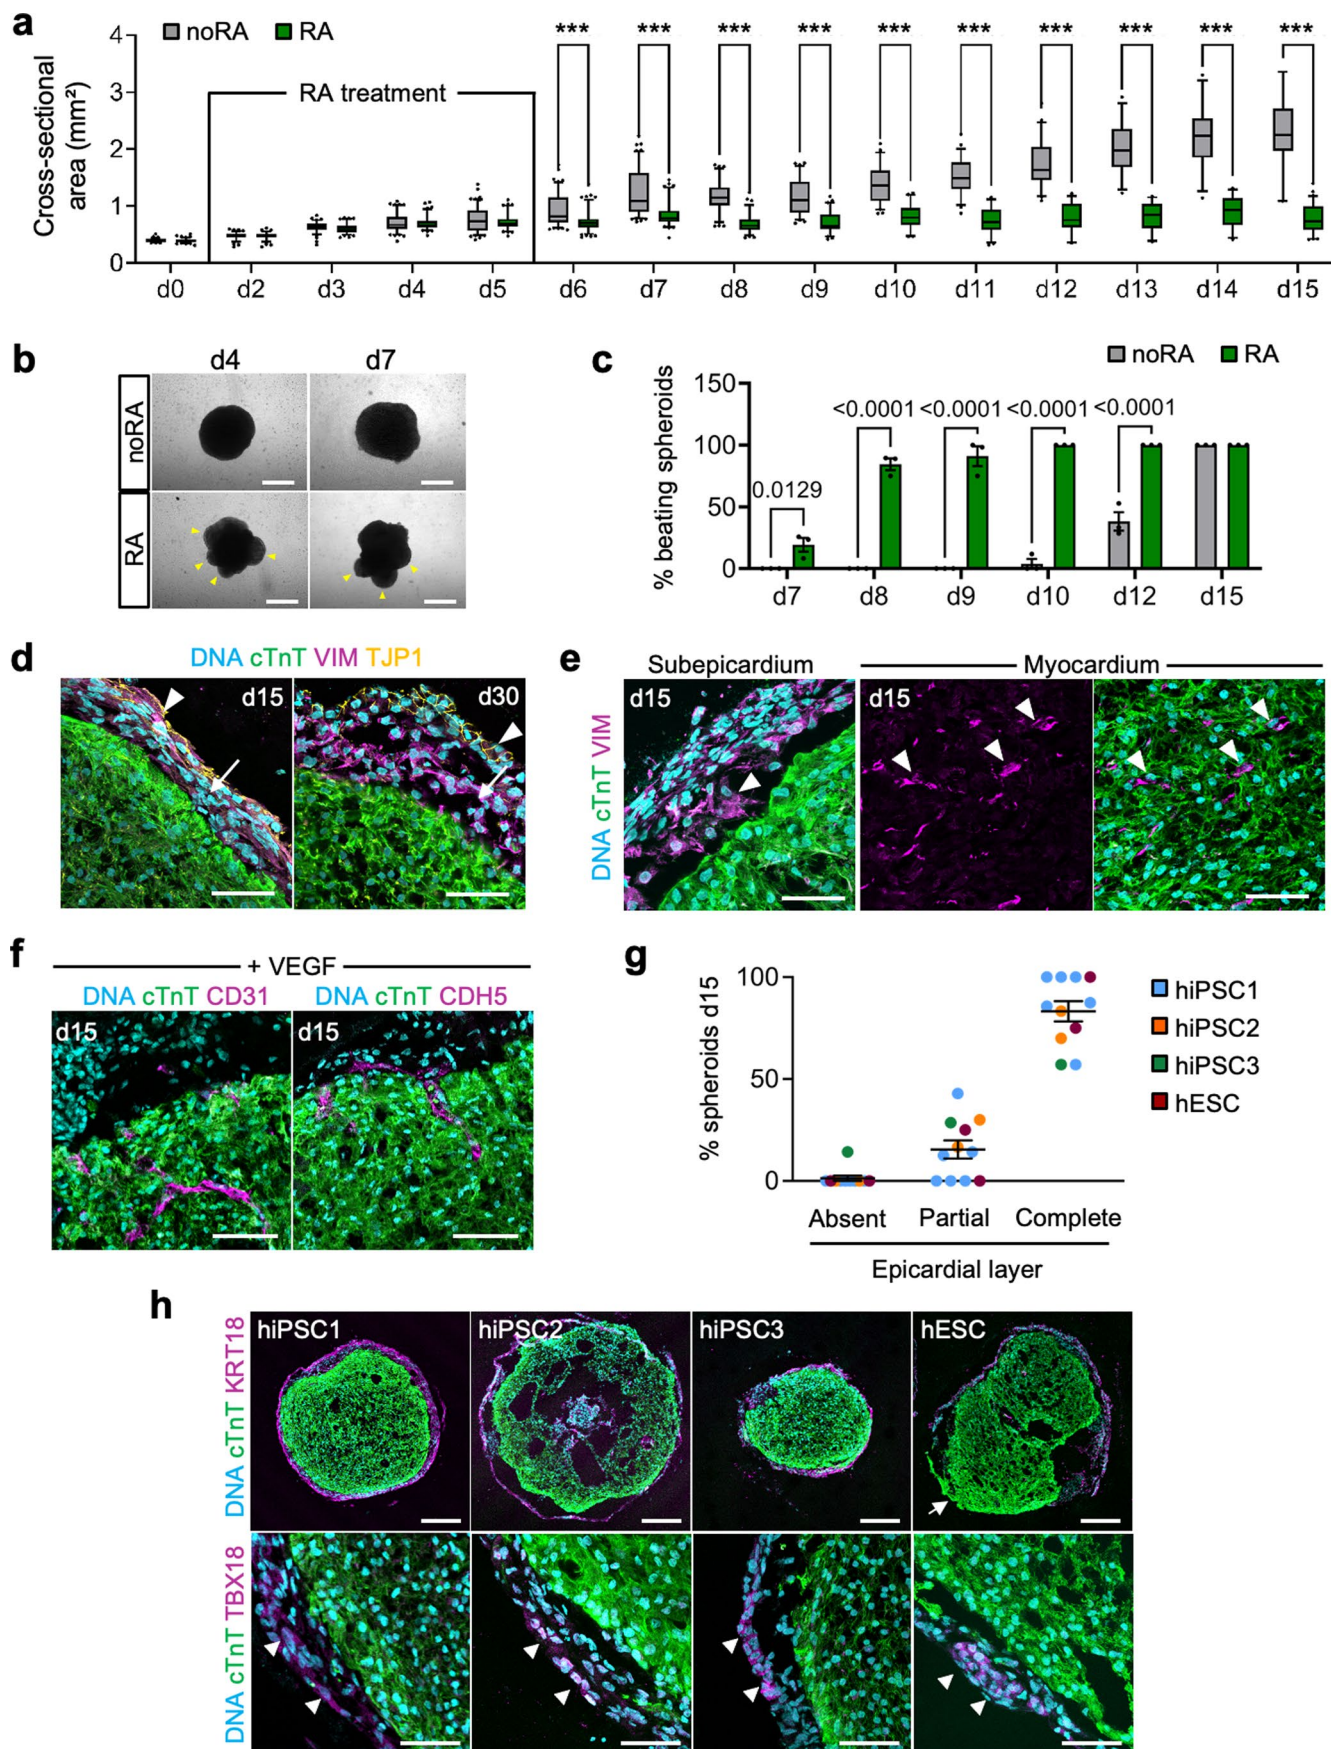 a
noRA RA
*** *** *** *** *** *** *** *** *** ***
Cross-sectional
area (mm²)
4
3
2
1
0
RA treatment
d0 d2 d3 d4 d5 d6 d7 d8 d9 d10 d11 d12 d13 d14 d15
b
d4 d7
noRA
RA
c
noRA RA
% beating spheroids
150
100
50
0
0.0129
<0.0001 <0.0001 <0.0001 <0.0001
d7 d8 d9 d10 d12 d15
d
DNA cTnT VIM TJP1
d15
d30
e
Subepicardium Myocardium
DNA cTnT VIM
d15 d15
f
+ VEGF
DNA cTnT CD31 DNA cTnT CDH5
d15 d15
g
% spheroids d15
100
50
0
Absent Partial Complete
Epicardial layer
hiPSC1
hiPSC2
hiPSC3
hESC
h
DNA cTnT KRT18
hiPSC1 hiPSC2 hiPSC3 hESC
DNA cTnT TBX18